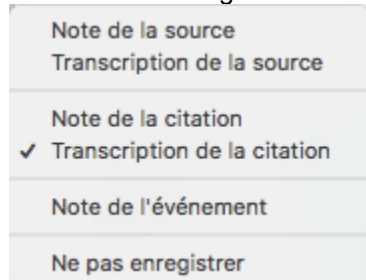 Note de la source
Transcription de la source
Note de la citation
✓ Transcription de la citation
Note de l'événement
Ne pas enregistrer